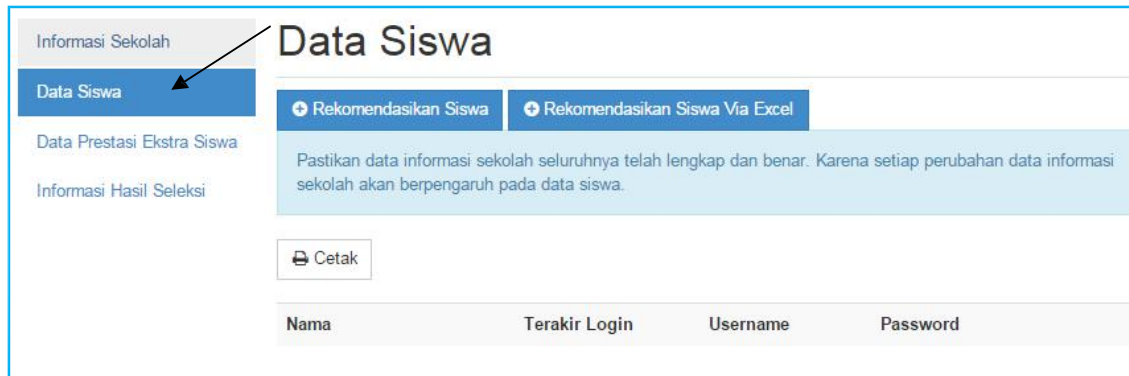 Informasi Sekolah
Data Siswa
Data Prestasi Ekstra Siswa
Informasi Hasil Seleksi
Data Siswa
Rekomendasikan Siswa
Rekomendasikan Siswa Via Excel
Pastikan data informasi sekolah seluruhnya telah lengkap dan benar. Karena setiap perubahan data informasi
sekolah akan berpengaruh pada data siswa.
Cetak
Nama Terakir Login Username Password